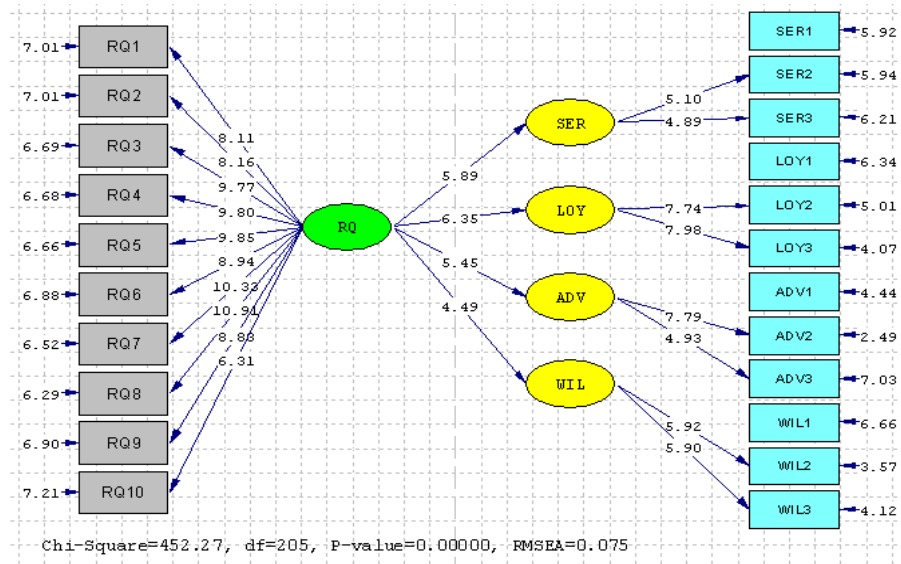 7.01 RQ1
7.01 RQ2
6.69 RQ3
6.68 RQ4
6.66 RQ5
6.88 RQ6
6.52 RQ7
6.29 RQ8
6.90 RQ9
7.21 RQ10
8.11
8.16
9.77
9.80
9.85
8.94
10.33
10.91
8.83
6.31
RQ
5.89
6.35
5.45
4.49
SER
LOY
ADV
WIL
5.10
4.89
7.74
7.98
7.79
4.93
5.92
5.90
SER1 5.92
SER2 5.94
SER3 6.21
LOY1 6.34
LOY2 5.01
LOY3 4.07
ADV1 4.44
ADV2 2.49
ADV3 7.03
WIL1 6.66
WIL2 3.57
WIL3 4.12
Chi-Square=452.27, df=205, P-value=0.00000, RMSEA=0.075